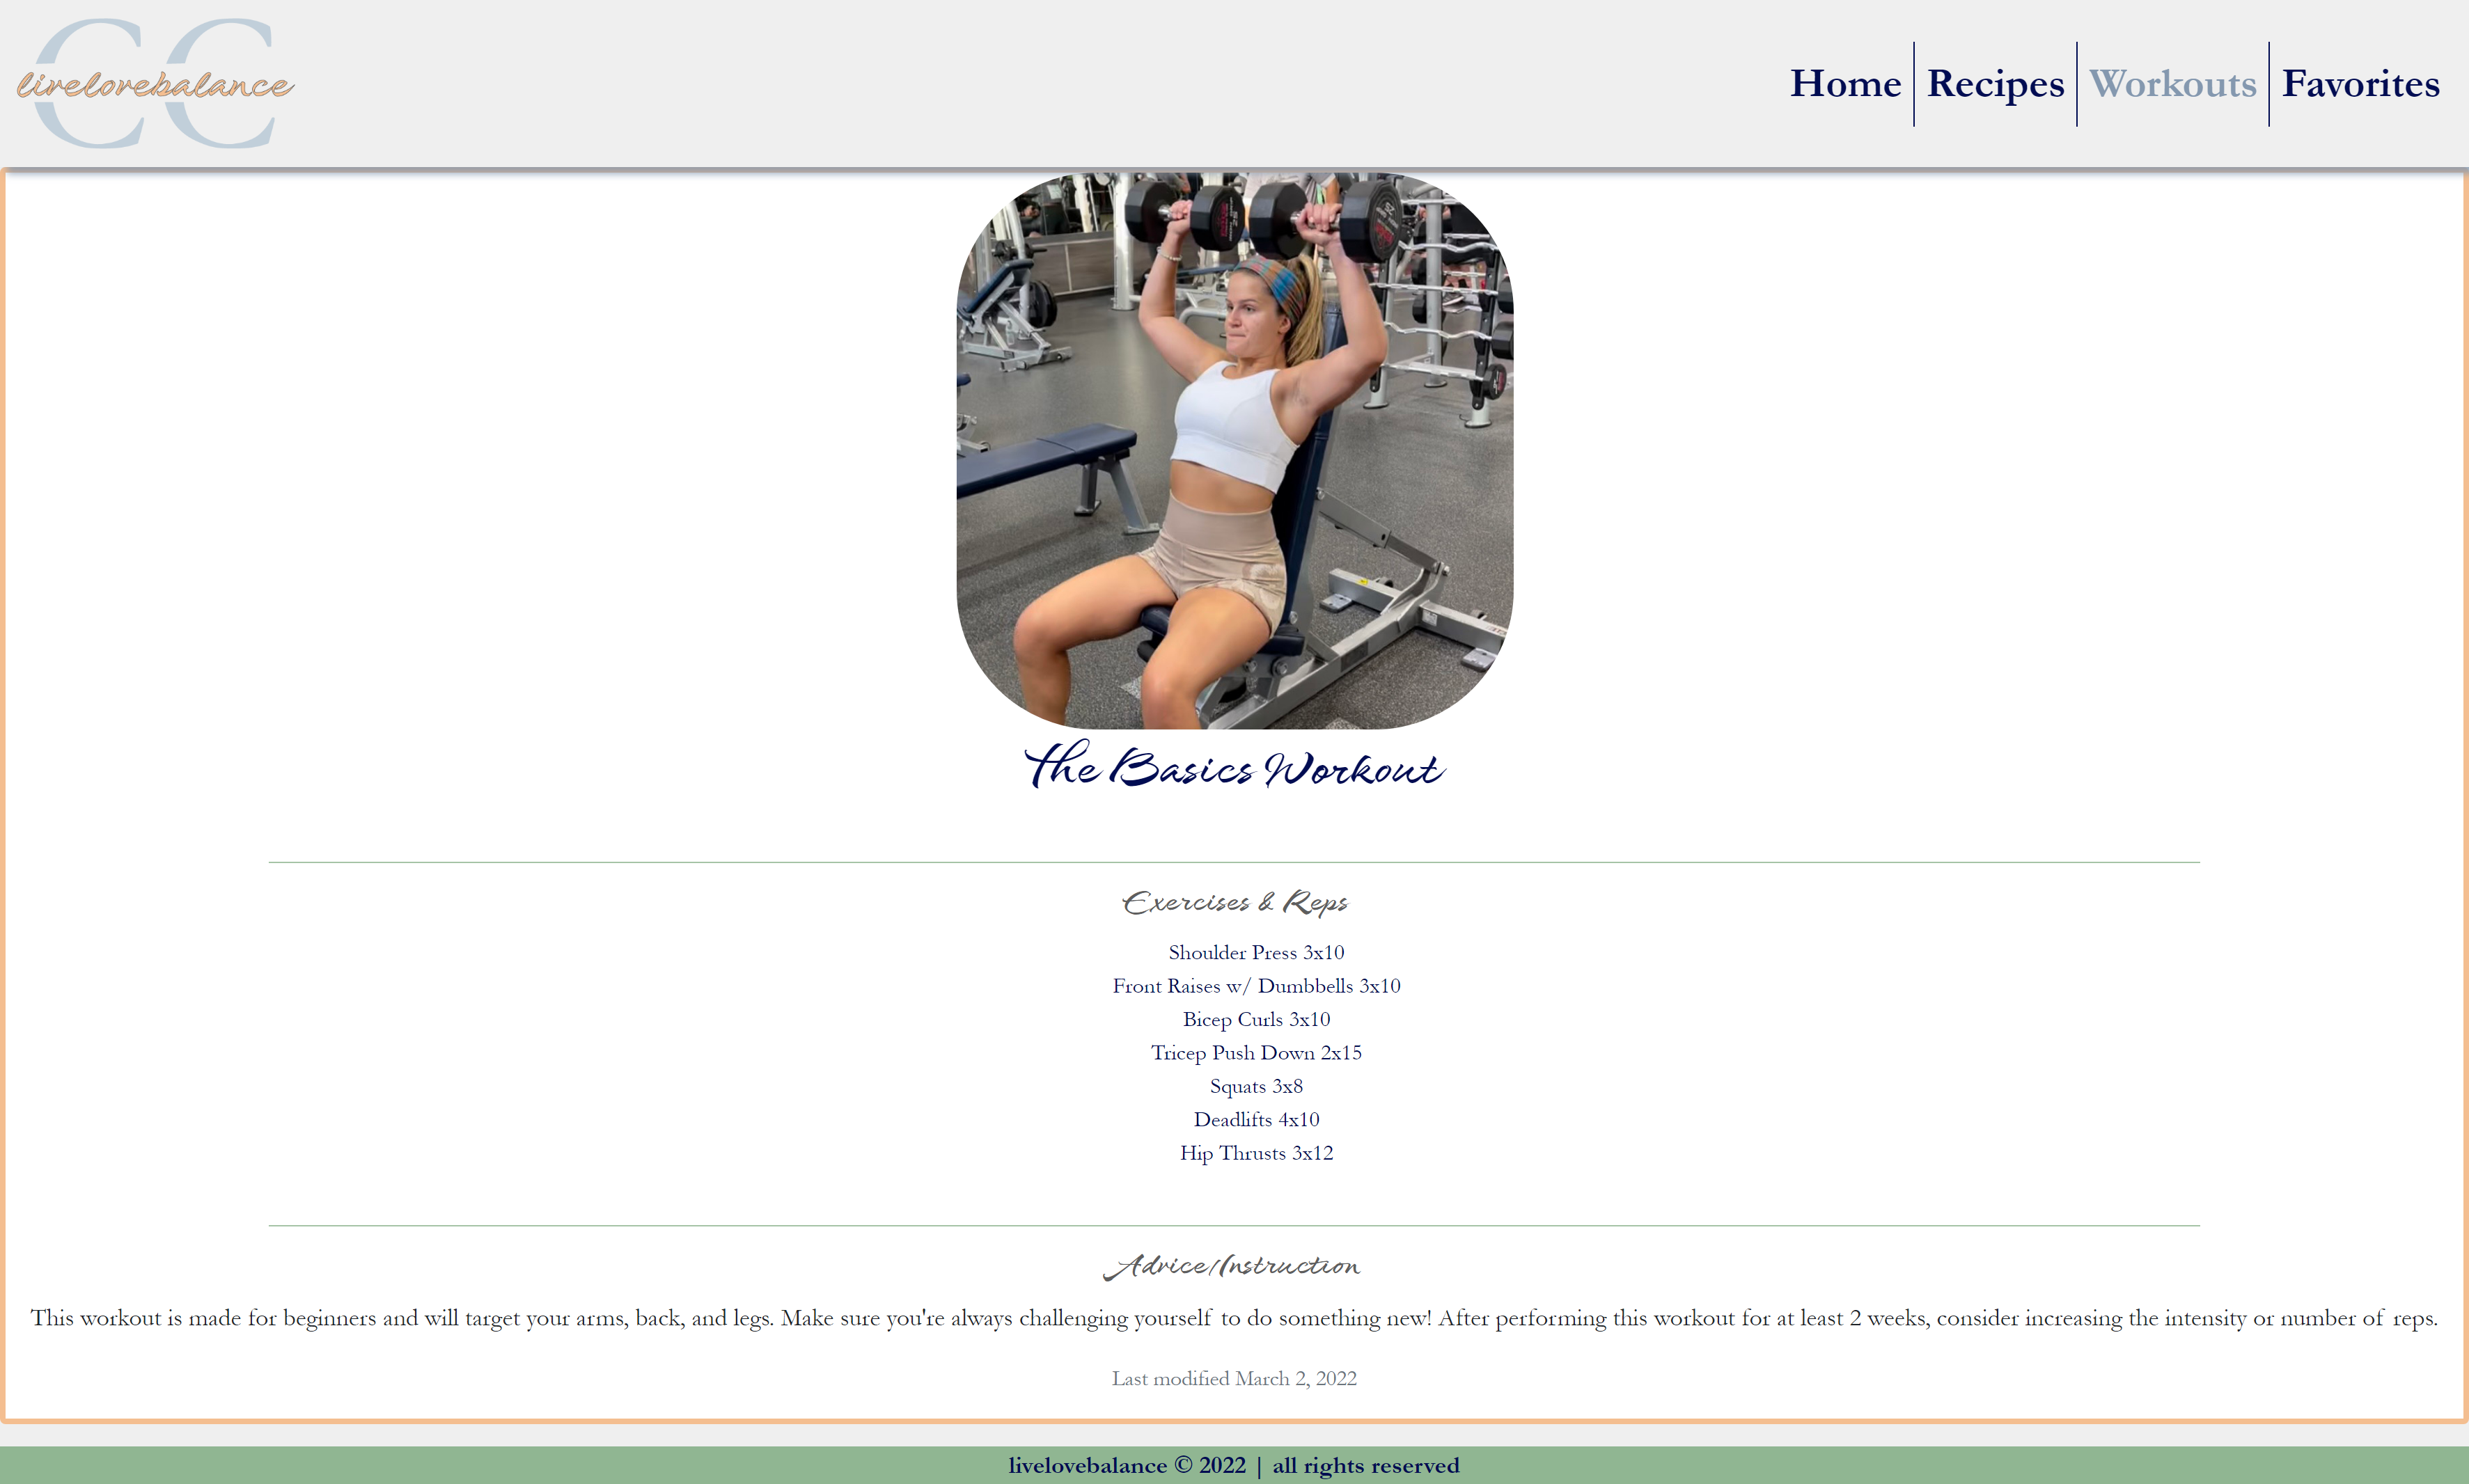 CC
livelovebalance
Home
Recipes
Workouts
Favorites
The Basics Workout
Exercises & Reps
Shoulder Press 3x10
Front Raises w/ Dumbbells 3x10
Bicep Curls 3x10
Tricep Push Down 2x15
Squats 3x8
Deadlifts 4x10
Hip Thrusts 3x12
Advice/Instruction
This workout is made for beginners and will target your arms, back, and legs. Make sure you're always challenging yourself to do something new! After performing this workout for at least 2 weeks, consider increasing the intensity or number of reps.
Last modified March 2, 2022
livelovebalance © 2022 | all rights reserved